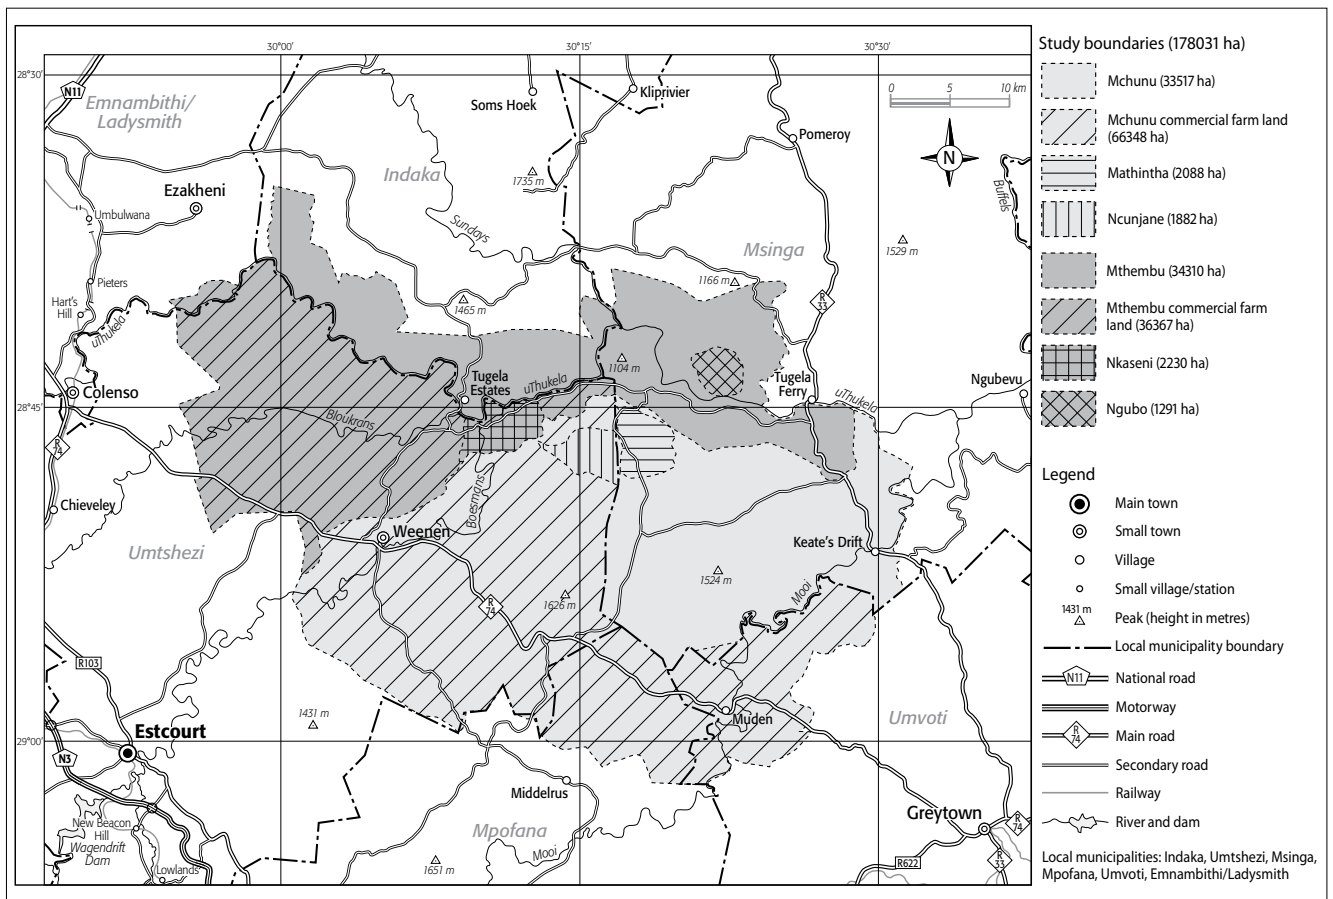 30°00'
30°15'
30°30'
28°30'
N11
Emnambithi/
Ladysmith
Soms Hoek
Kliprivier
0 5 10 km
Pomeroy
N
Ezakheni
Indaka
1735 m
Buffels
Umbulwana
Sundays
Msinga
1529 m
Pieters
1166 m
Hart's
Hill
uThukela
1465 m
R
33
1104 m
Colenso
Tugela
Estates
uThukela
Tugela
Ferry
uThukela
Ngubevu
28°45'
Bloukrans
R
74
Boesmans
Chieveley
Weenen
Umtshezi
Keate's Drift
1524 m
Mooi
1626 m
R
74
R103
1431 m
Muden
Umvoti
Estcourt
29°00'
N3
Middelrus
Greytown
R
74
New Beacon
Hill
Wagendrift
Dam
Mpofana
Mooi
1651 m
R622
R
33
Lowlands
Study boundaries (178031 ha)
Mchunu (33517 ha)
Mchunu commercial farm land
(66348 ha)
Mathintha (2088 ha)
Ncunjane (1882 ha)
Mthembu (34310 ha)
Mthembu commercial farm
land (36367 ha)
Nkaseni (2230 ha)
Ngubo (1291 ha)
Legend
Main town
Small town
Village
Small village/station
1431 m
Peak (height in metres)
Local municipality boundary
N11
National road
Motorway
R
74
Main road
Secondary road
Railway
River and dam
Local municipalities: Indaka, Umtshezi, Msinga,
Mpofana, Umvoti, Emnambithi/Ladysmith